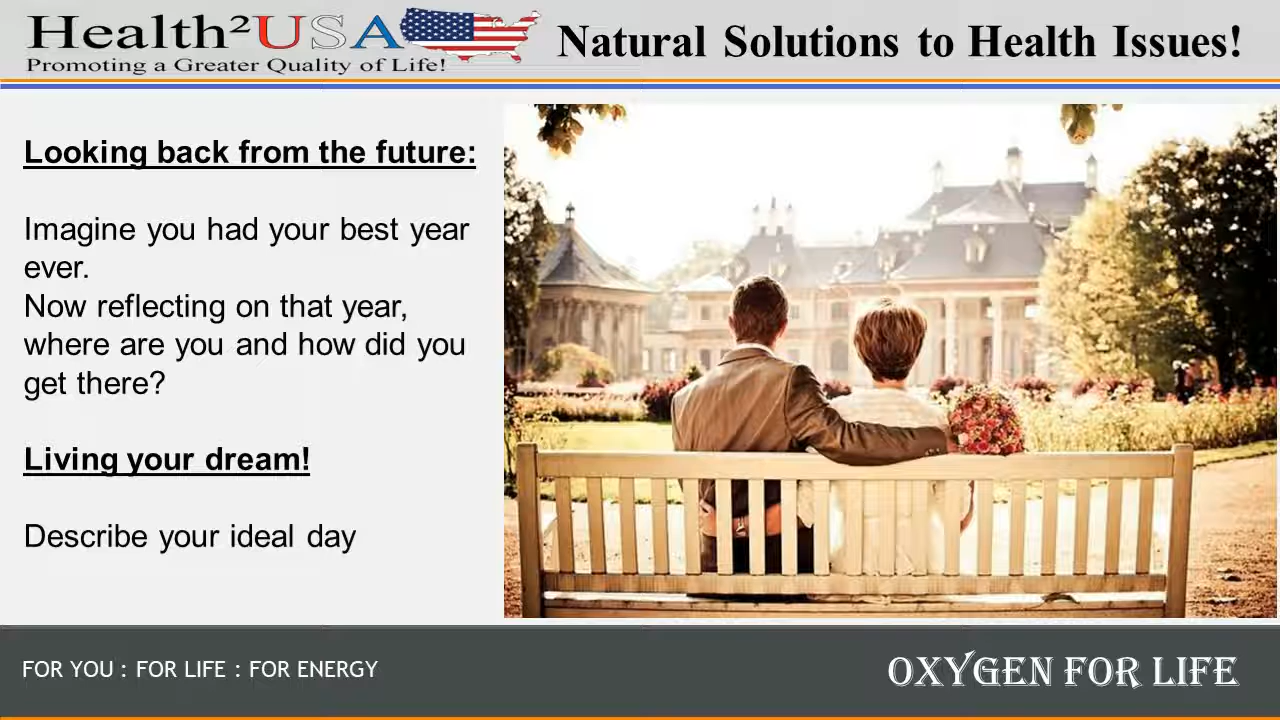 Health²USA
Promoting a Greater Quality of Life!
Natural Solutions to Health Issues!
Looking back from the future:
Imagine you had your best year
ever.
Now reflecting on that year,
where are you and how did you
get there?
Living your dream!
Describe your ideal day
FOR YOU : FOR LIFE : FOR ENERGY
OXYGEN FOR LIFE